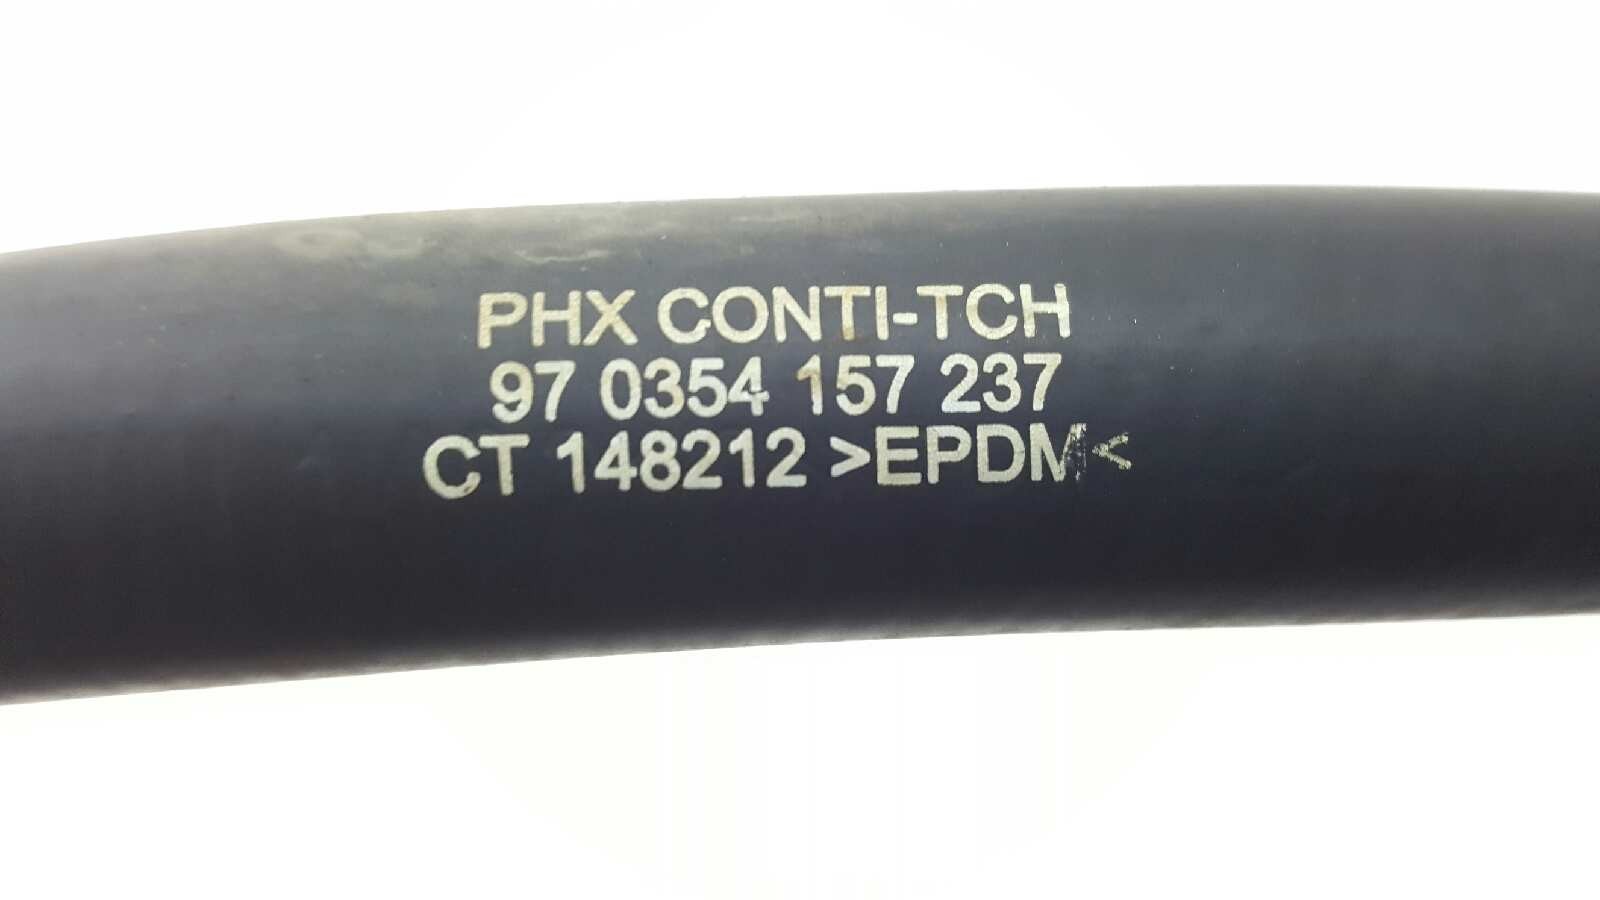 PHX CONTI-TCH
97 0354 157 237
CT 148212 >EPDM<